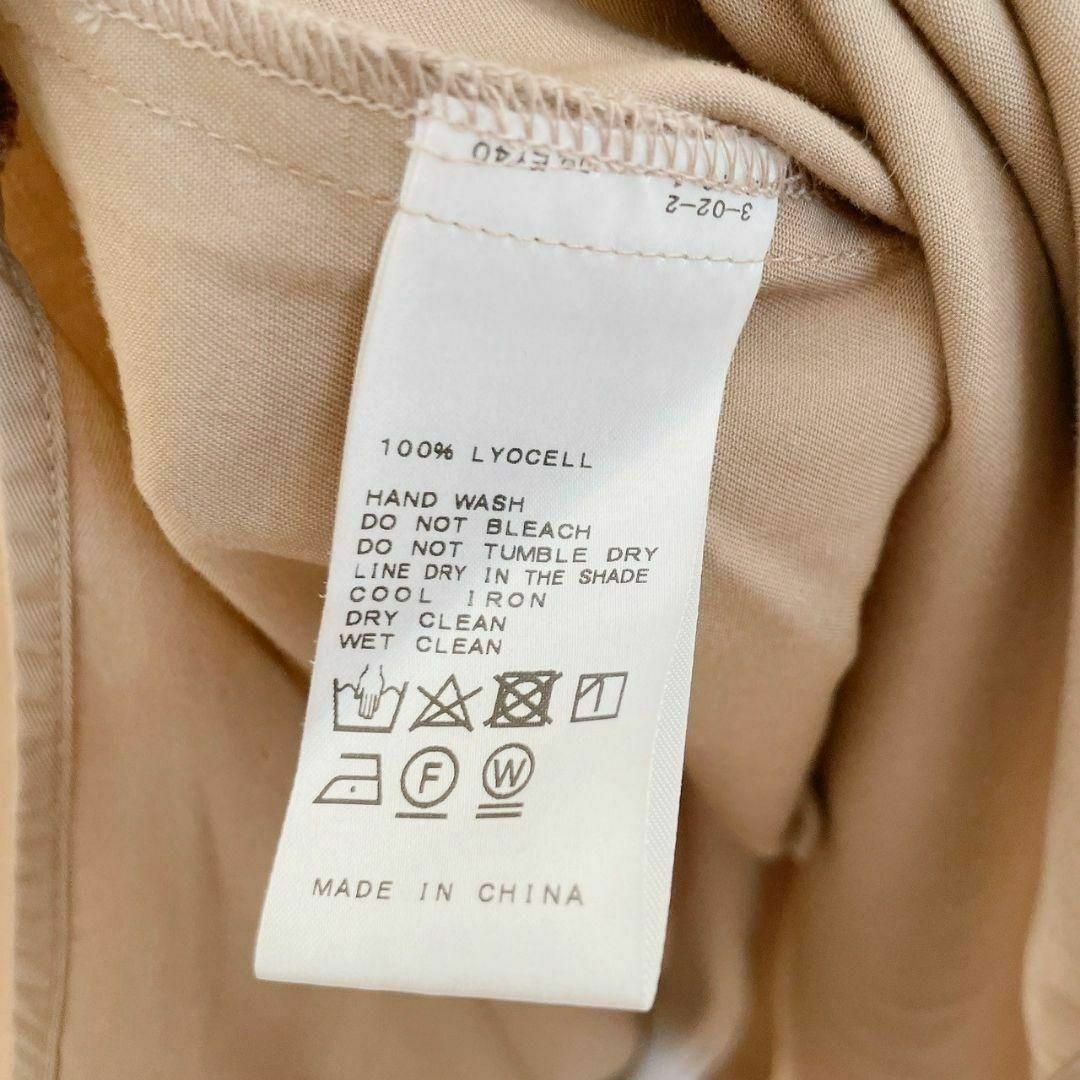 EY40
3-02-2
100% LYOCELL
HAND WASH
DO NOT BLEACH
DO NOT TUMBLE DRY
LINE DRY IN THE SHADE
COOL IRON
DRY CLEAN
WET CLEAN
F W
MADE IN CHINA